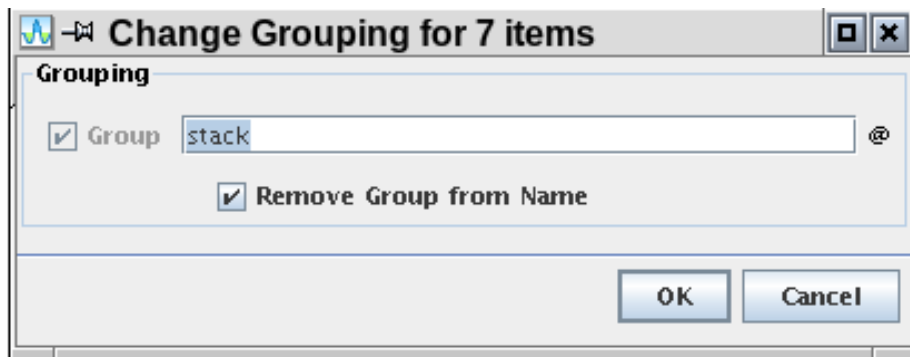 Change Grouping for 7 items
Grouping
Group stack @
Remove Group from Name
OK Cancel